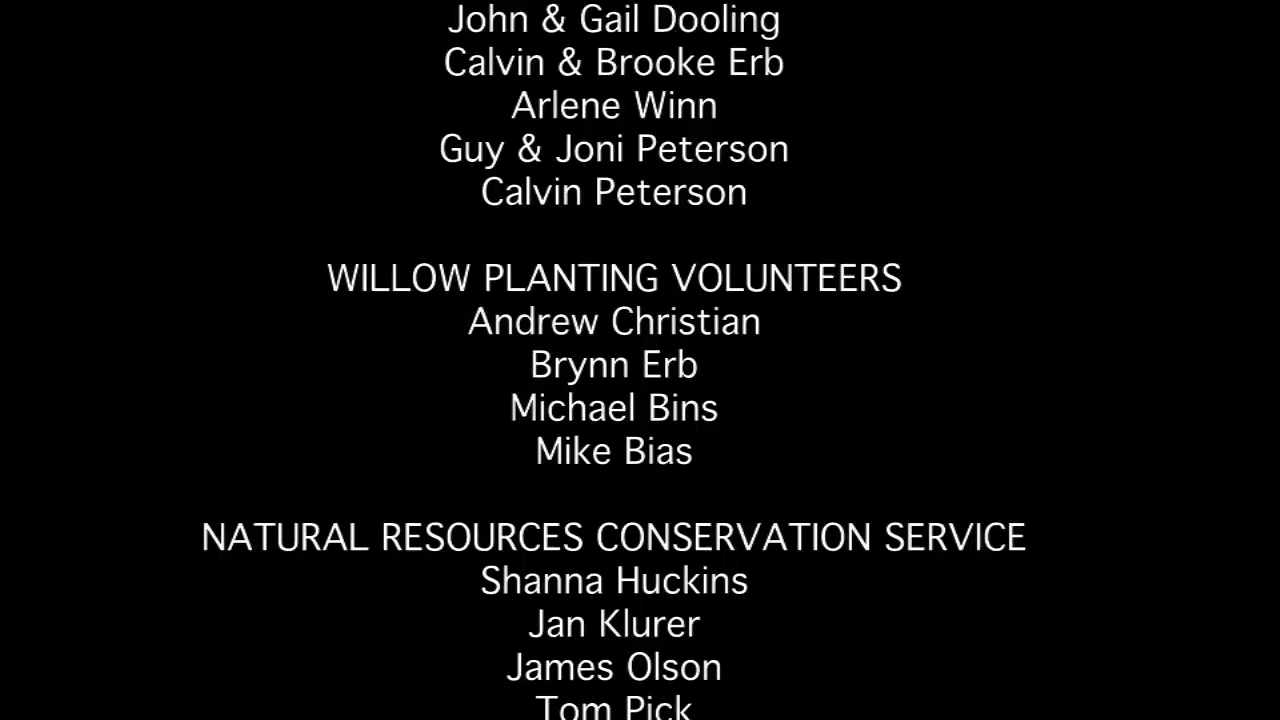 John & Gail Dooling
Calvin & Brooke Erb
Arlene Winn
Guy & Joni Peterson
Calvin Peterson
WILLOW PLANTING VOLUNTEERS
Andrew Christian
Brynn Erb
Michael Bins
Mike Bias
NATURAL RESOURCES CONSERVATION SERVICE
Shanna Huckins
Jan Klurer
James Olson
Tom Pick